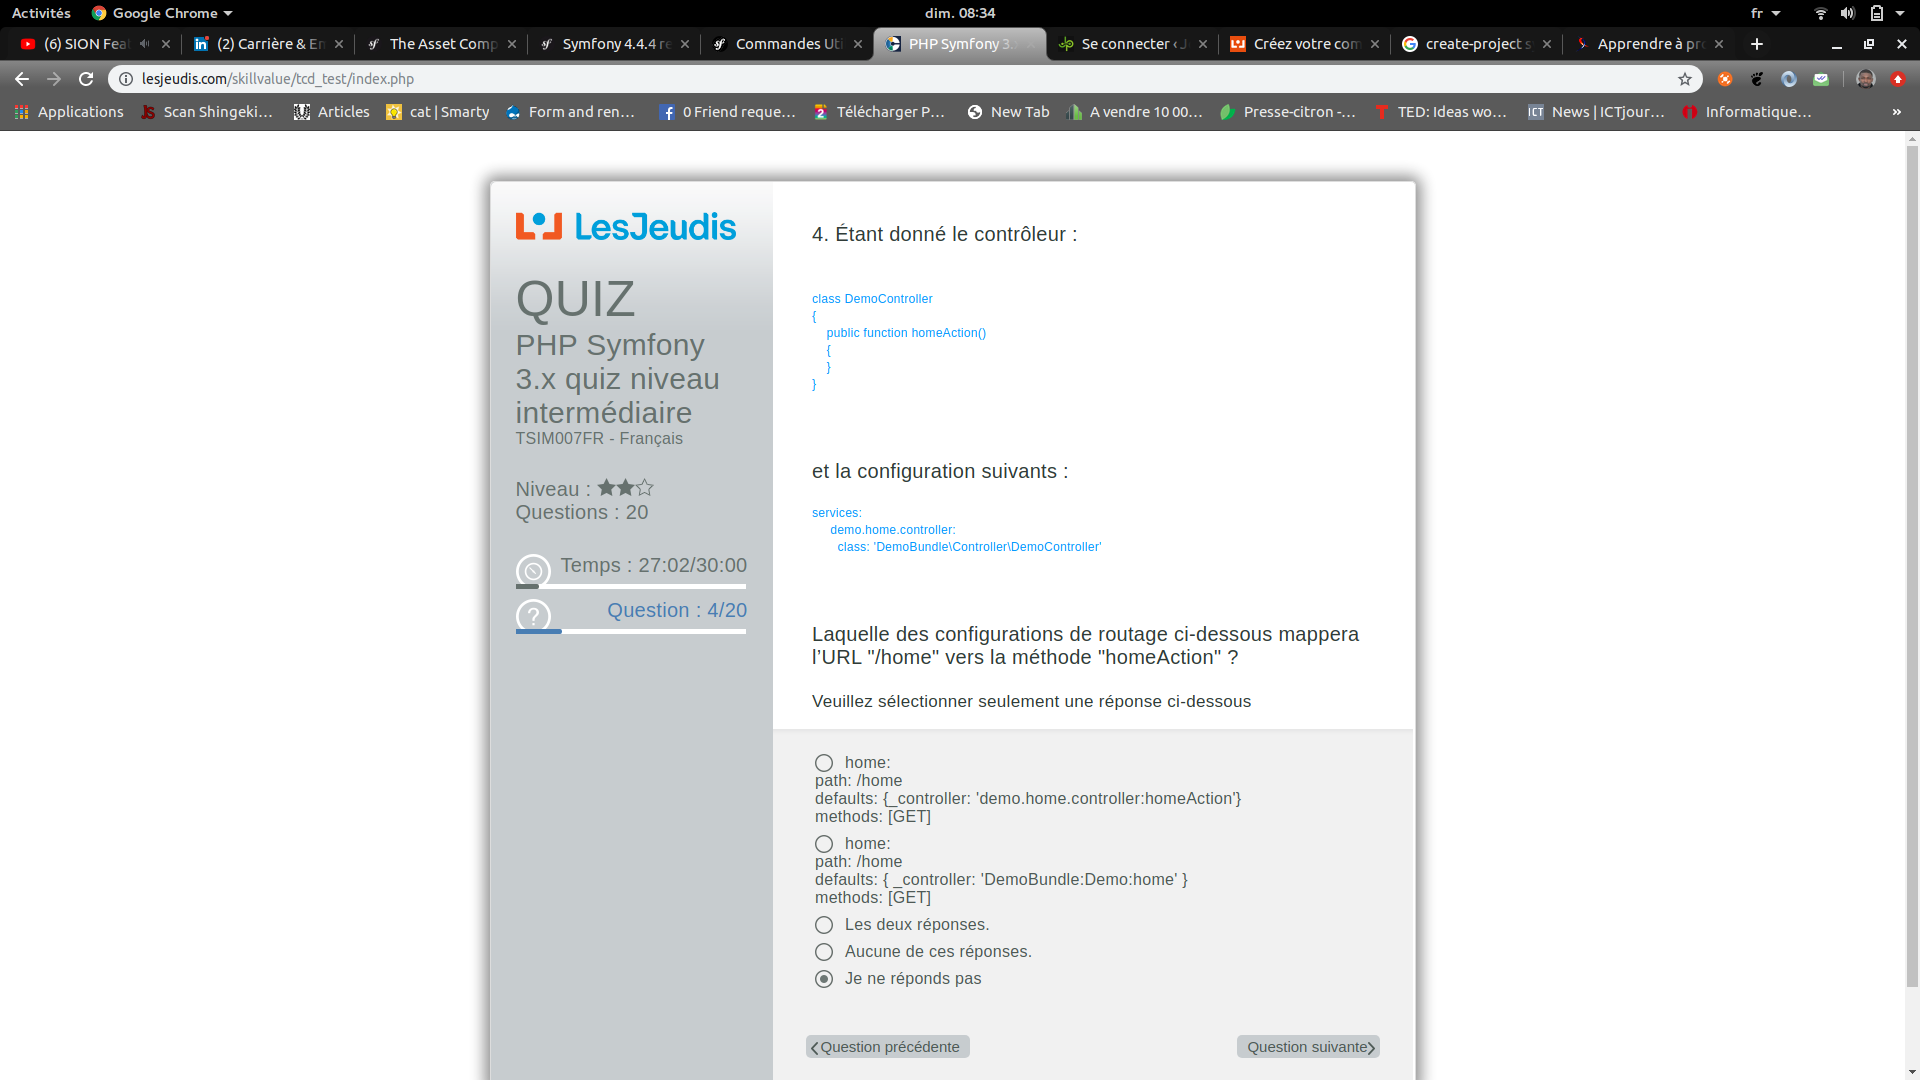 Activités
Google Chrome
dim. 08:34
fr
(6) SION Fea
(2) Carrière & En
The Asset Comp
Symfony 4.4.4 re
Commandes Uti
PHP Symfony 3.
Se connecter ‹ J
Créez votre com
create-project s
Apprendre à pro
lesjeudis.com/skillvalue/tcd_test/index.php
Applications
Scan Shingeki...
Articles
cat | Smarty
Form and ren...
0 Friend reque...
Télécharger P...
New Tab
A vendre 10 00...
Presse-citron -...
TED: Ideas wo...
ICT
News | ICTjour...
Informatique...
»
LesJeudis
QUIZ
PHP Symfony
3.x quiz niveau
intermédiaire
TSIM007FR - Français
Niveau : ★★☆
Questions : 20
Temps : 27:02/30:00
? Question : 4/20
4. Étant donné le contrôleur :
class DemoController
{
public function homeAction()
{
}
}
et la configuration suivants :
services:
demo.home.controller:
class: 'DemoBundle\Controller\DemoController'
Laquelle des configurations de routage ci-dessous mappera
l’URL "/home" vers la méthode "homeAction" ?
Veuillez sélectionner seulement une réponse ci-dessous
home:
path: /home
defaults: {_controller: 'demo.home.controller:homeAction'}
methods: [GET]
home:
path: /home
defaults: { _controller: 'DemoBundle:Demo:home' }
methods: [GET]
Les deux réponses.
Aucune de ces réponses.
Je ne réponds pas
Question précédente
Question suivante